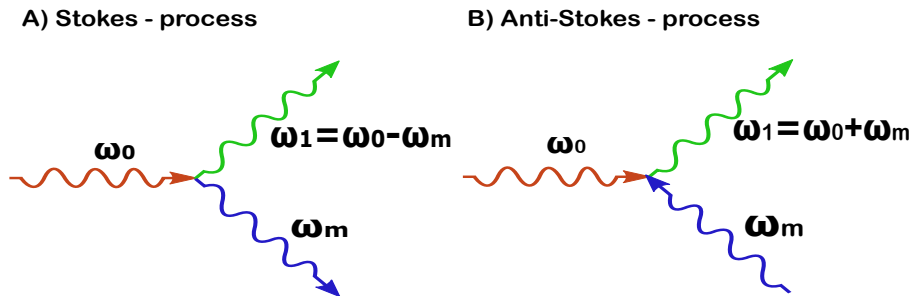 A) Stokes - process
B) Anti-Stokes - process
ω₀
ω₁=ω₀-ωₘ
ωₘ
ω₀
ω₁=ω₀+ωₘ
ωₘ